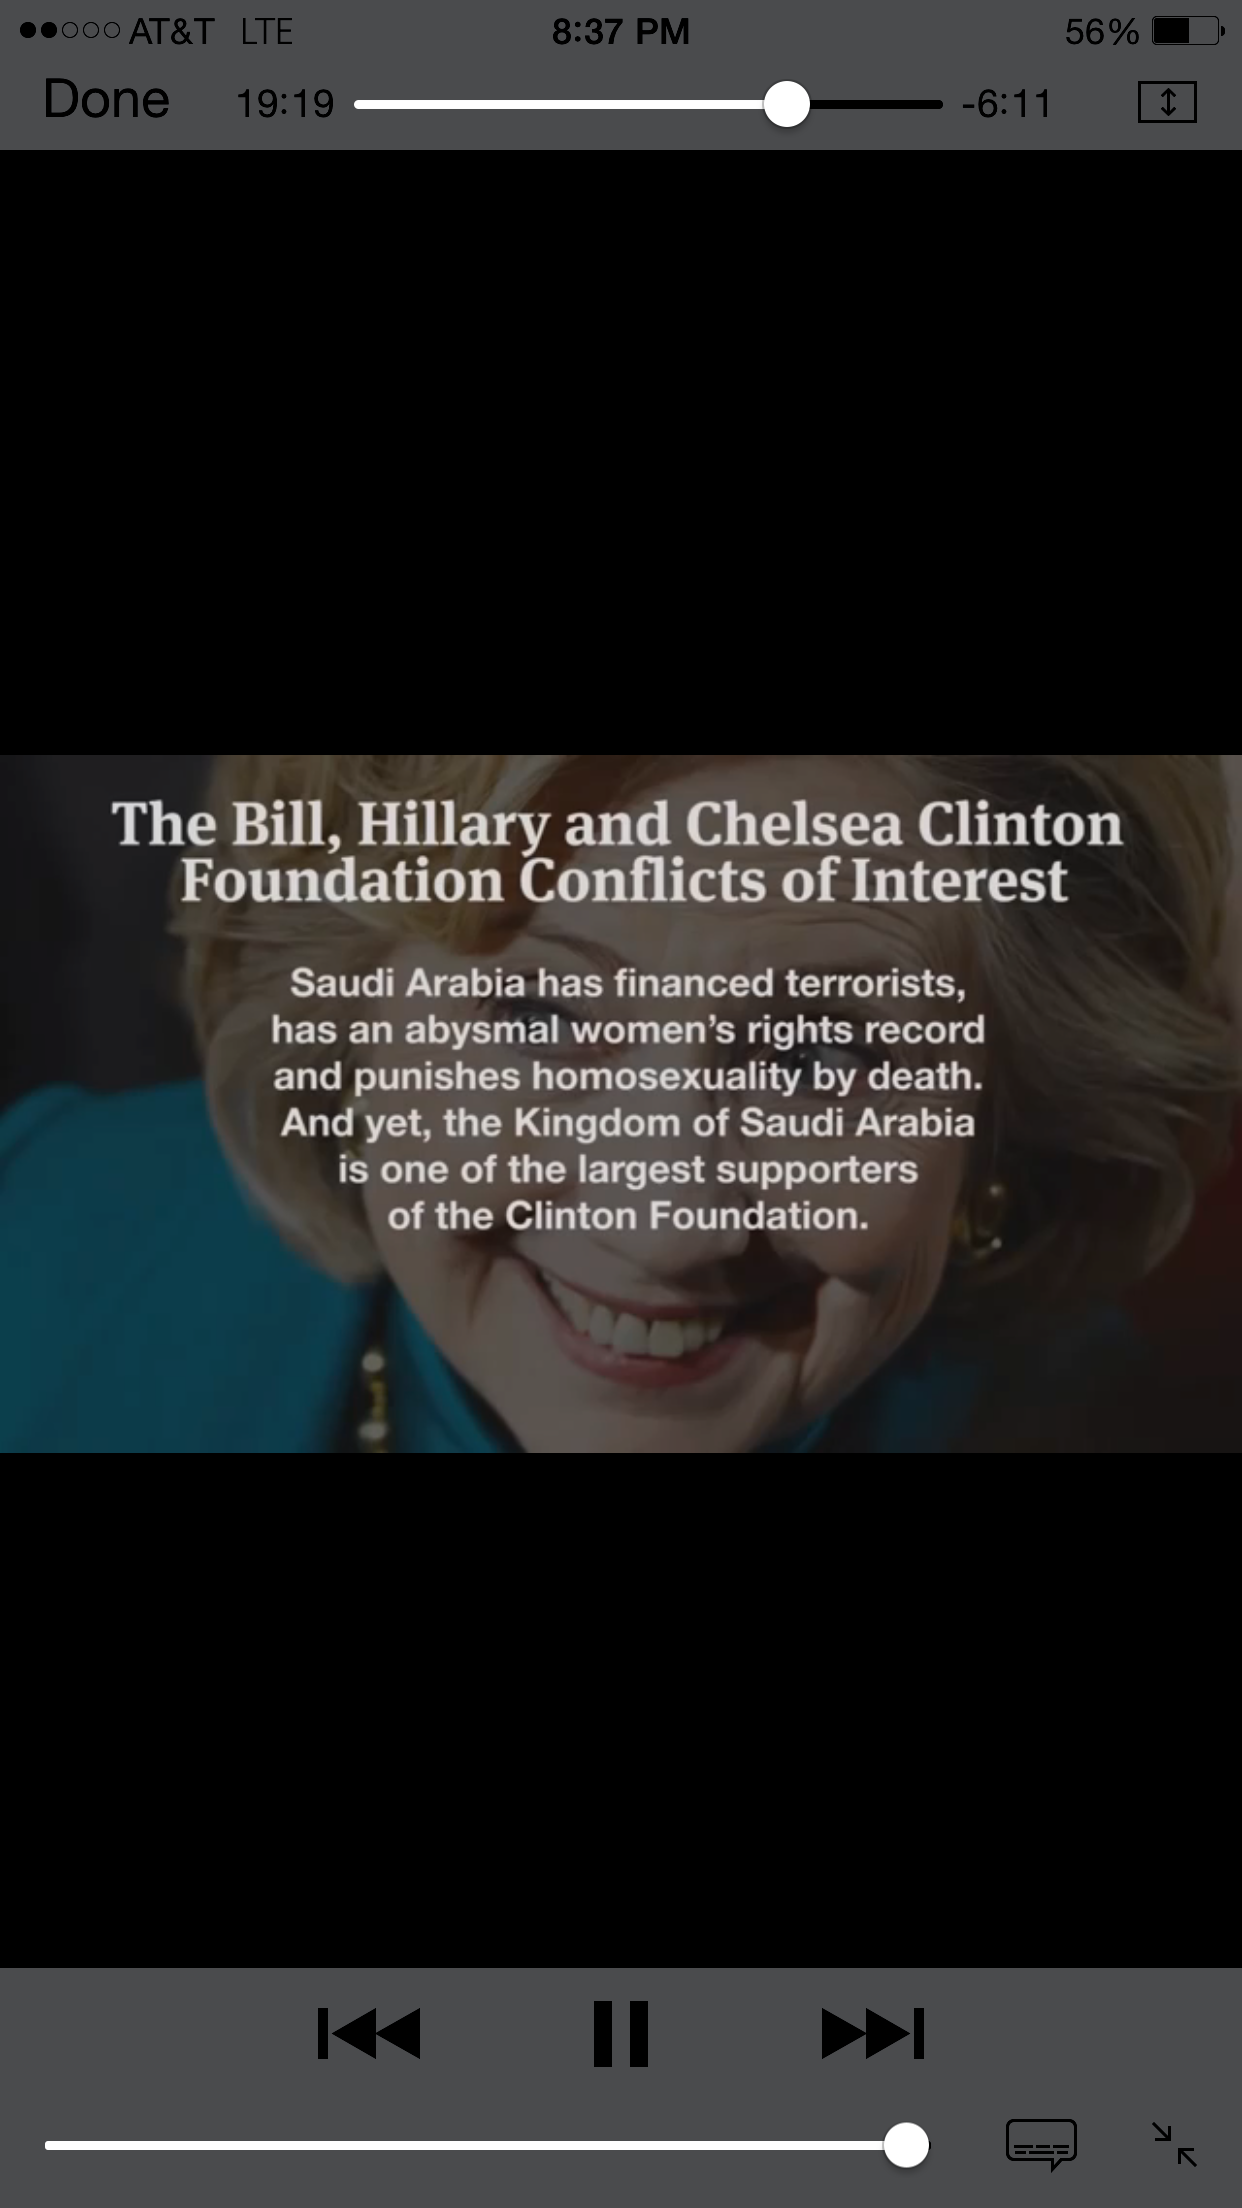 AT&T LTE 8:37 PM 56%
Done 19:19 -6:11
The Bill, Hillary and Chelsea Clinton
Foundation Conflicts of Interest
Saudi Arabia has financed terrorists,
has an abysmal women’s rights record
and punishes homosexuality by death.
And yet, the Kingdom of Saudi Arabia
is one of the largest supporters
of the Clinton Foundation.